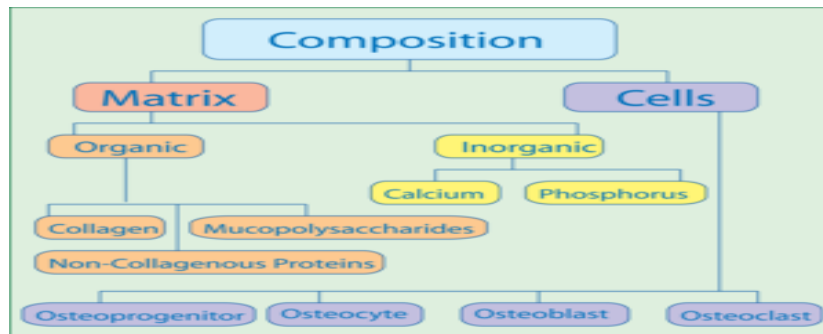 Composition
Matrix
Cells
Organic
Inorganic
Calcium
Phosphorus
Collagen
Mucopolysaccharides
Non-Collagenous Proteins
Osteoprogenitor
Osteocyte
Osteoblast
Osteoclast